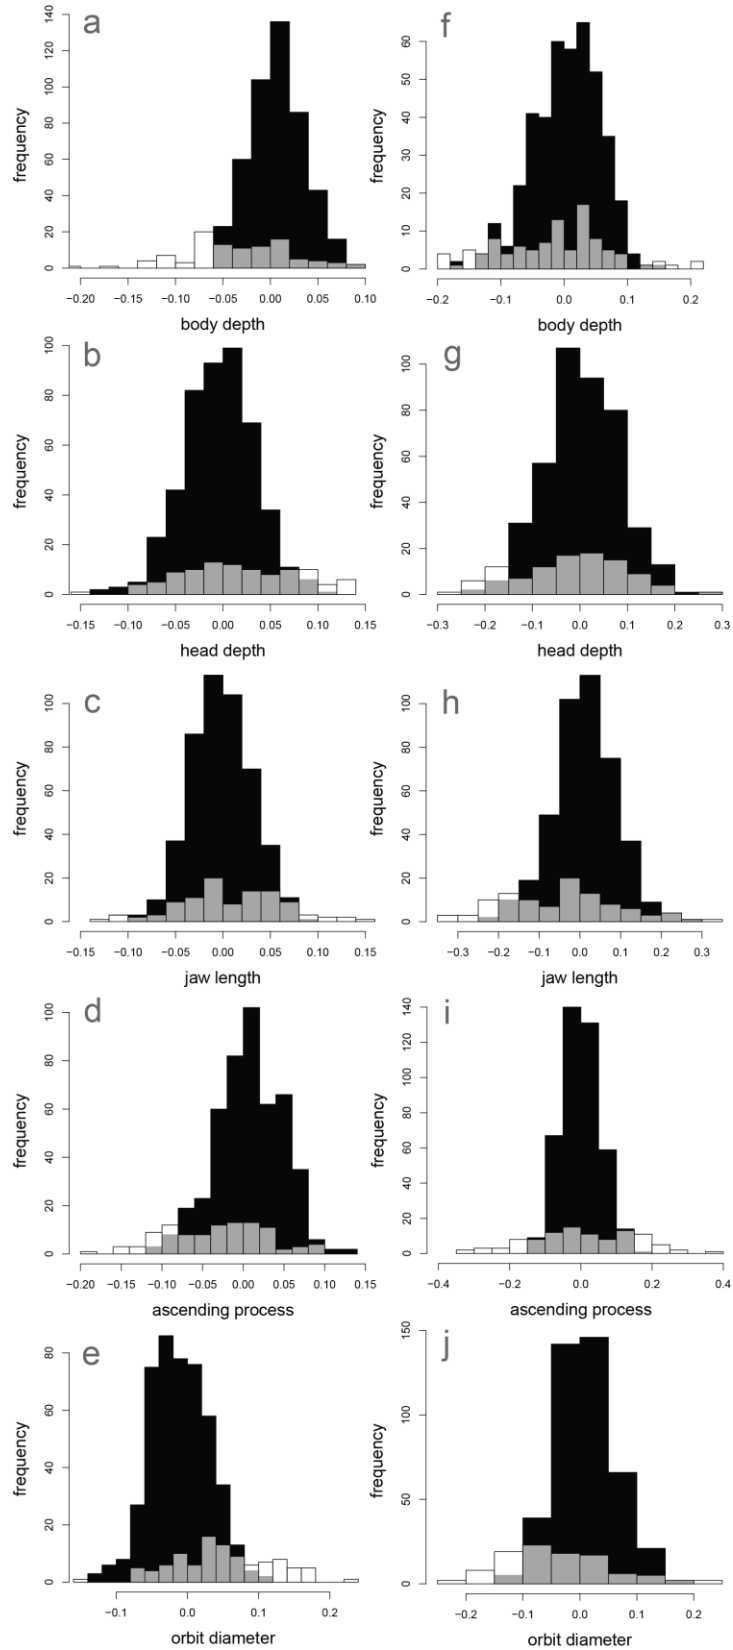 a
frequency
0 20 40 60 80 100 120 140
−0.20 −0.15 −0.10 −0.05 0.00 0.05 0.10
body depth
f
frequency
0 10 20 30 40 50 60
−0.2 −0.1 0.0 0.1 0.2
body depth
b
frequency
0 20 40 60 80 100
−0.15 −0.10 −0.05 0.00 0.05 0.10 0.15
head depth
g
frequency
0 20 40 60 80 100
−0.3 −0.2 −0.1 0.0 0.1 0.2 0.3
head depth
c
frequency
0 20 40 60 80 100
−0.15 −0.10 −0.05 0.00 0.05 0.10 0.15
jaw length
h
frequency
0 20 40 60 80 100
−0.3 −0.2 −0.1 0.0 0.1 0.2 0.3
jaw length
d
frequency
0 20 40 60 80 100
−0.20 −0.15 −0.10 −0.05 0.00 0.05 0.10 0.15
ascending process
i
frequency
0 20 40 60 80 100 120 140
−0.4 −0.2 0.0 0.2 0.4
ascending process
e
frequency
0 20 40 60 80
−0.1 0.0 0.1 0.2
orbit diameter
j
frequency
0 50 100 150
−0.2 −0.1 0.0 0.1 0.2
orbit diameter